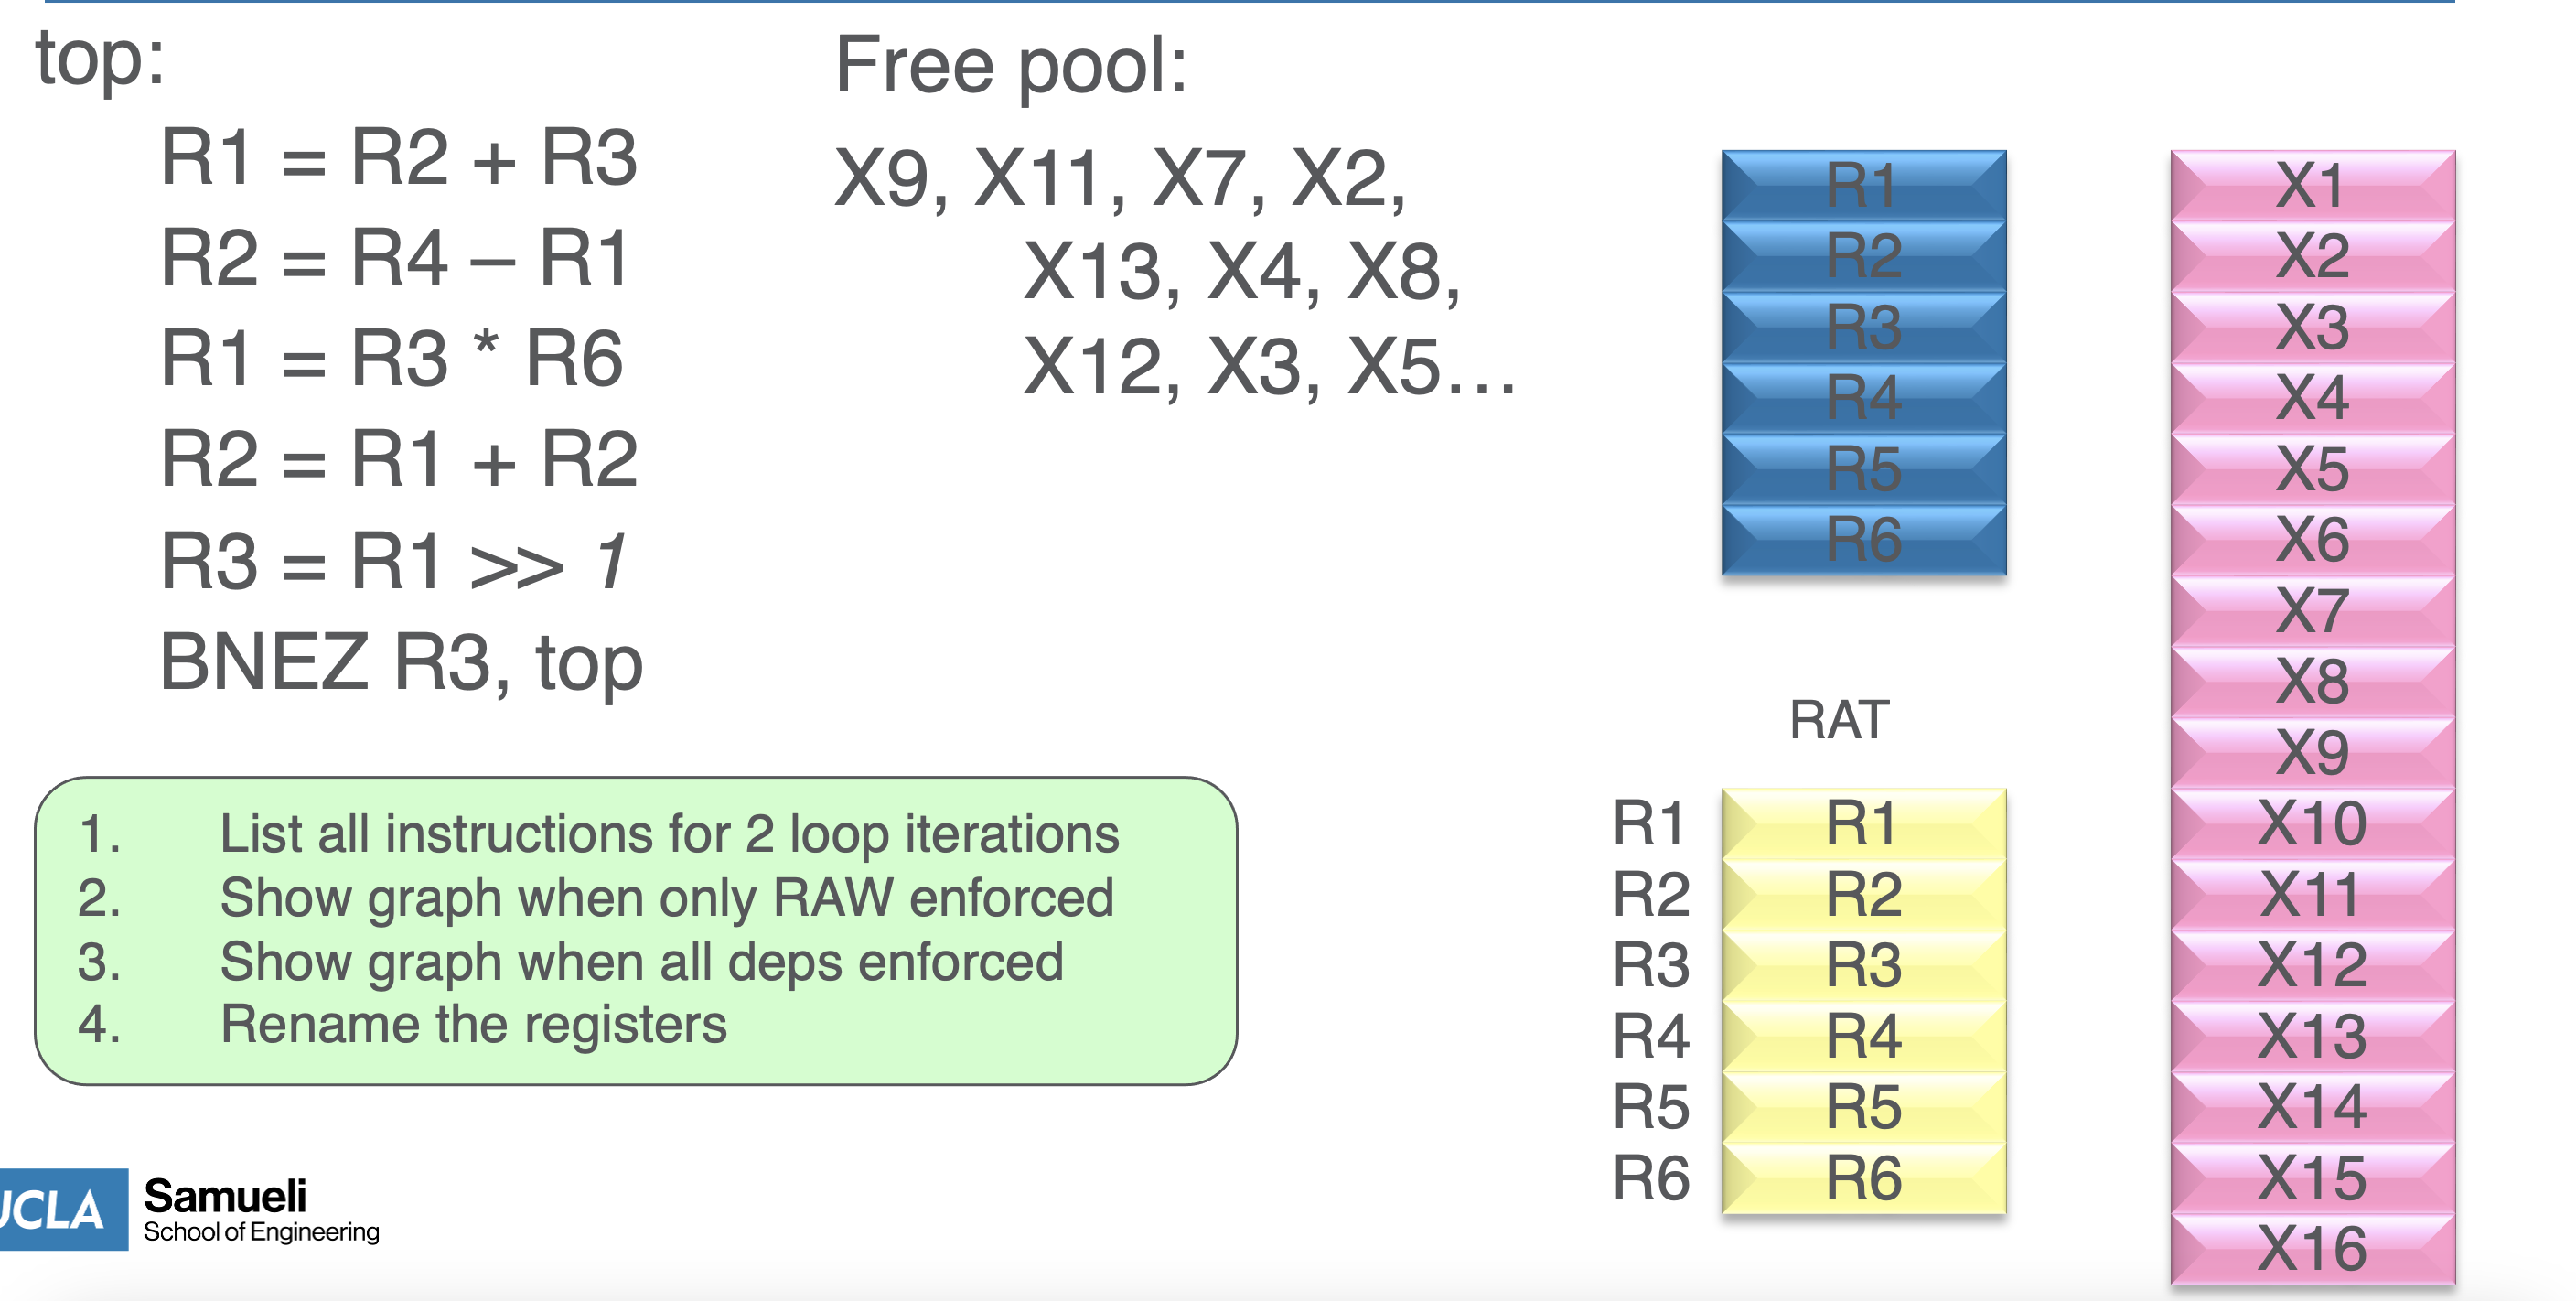 top:
R1 = R2 + R3
R2 = R4 – R1
R1 = R3 * R6
R2 = R1 + R2
R3 = R1 >> 1
BNEZ R3, top
Free pool:
X9, X11, X7, X2,
X13, X4, X8,
X12, X3, X5…
1. List all instructions for 2 loop iterations
2. Show graph when only RAW enforced
3. Show graph when all deps enforced
4. Rename the registers
R1
R2
R3
R4
R5
R6
RAT
R1 R1
R2 R2
R3 R3
R4 R4
R5 R5
R6 R6
X1
X2
X3
X4
X5
X6
X7
X8
X9
X10
X11
X12
X13
X14
X15
X16
UCLA
Samueli
School of Engineering